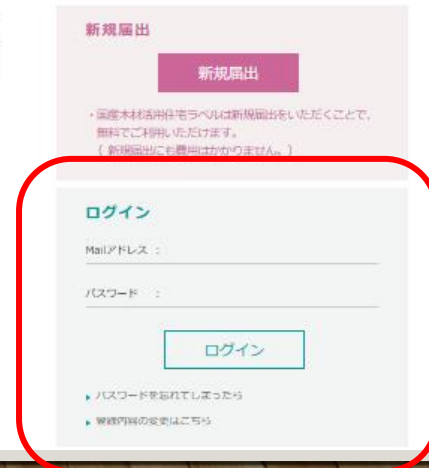 新規届出
新規届出
・国産木材活用住宅ラベルは新規届出をいただくことで、
無料でご利用いただけます。
（新規届出にも費用はかかりません。）
ログイン
Mailアドレス ：
パスワード ：
ログイン
パスワードを忘れてしまったら
登録内容の変更はこちら